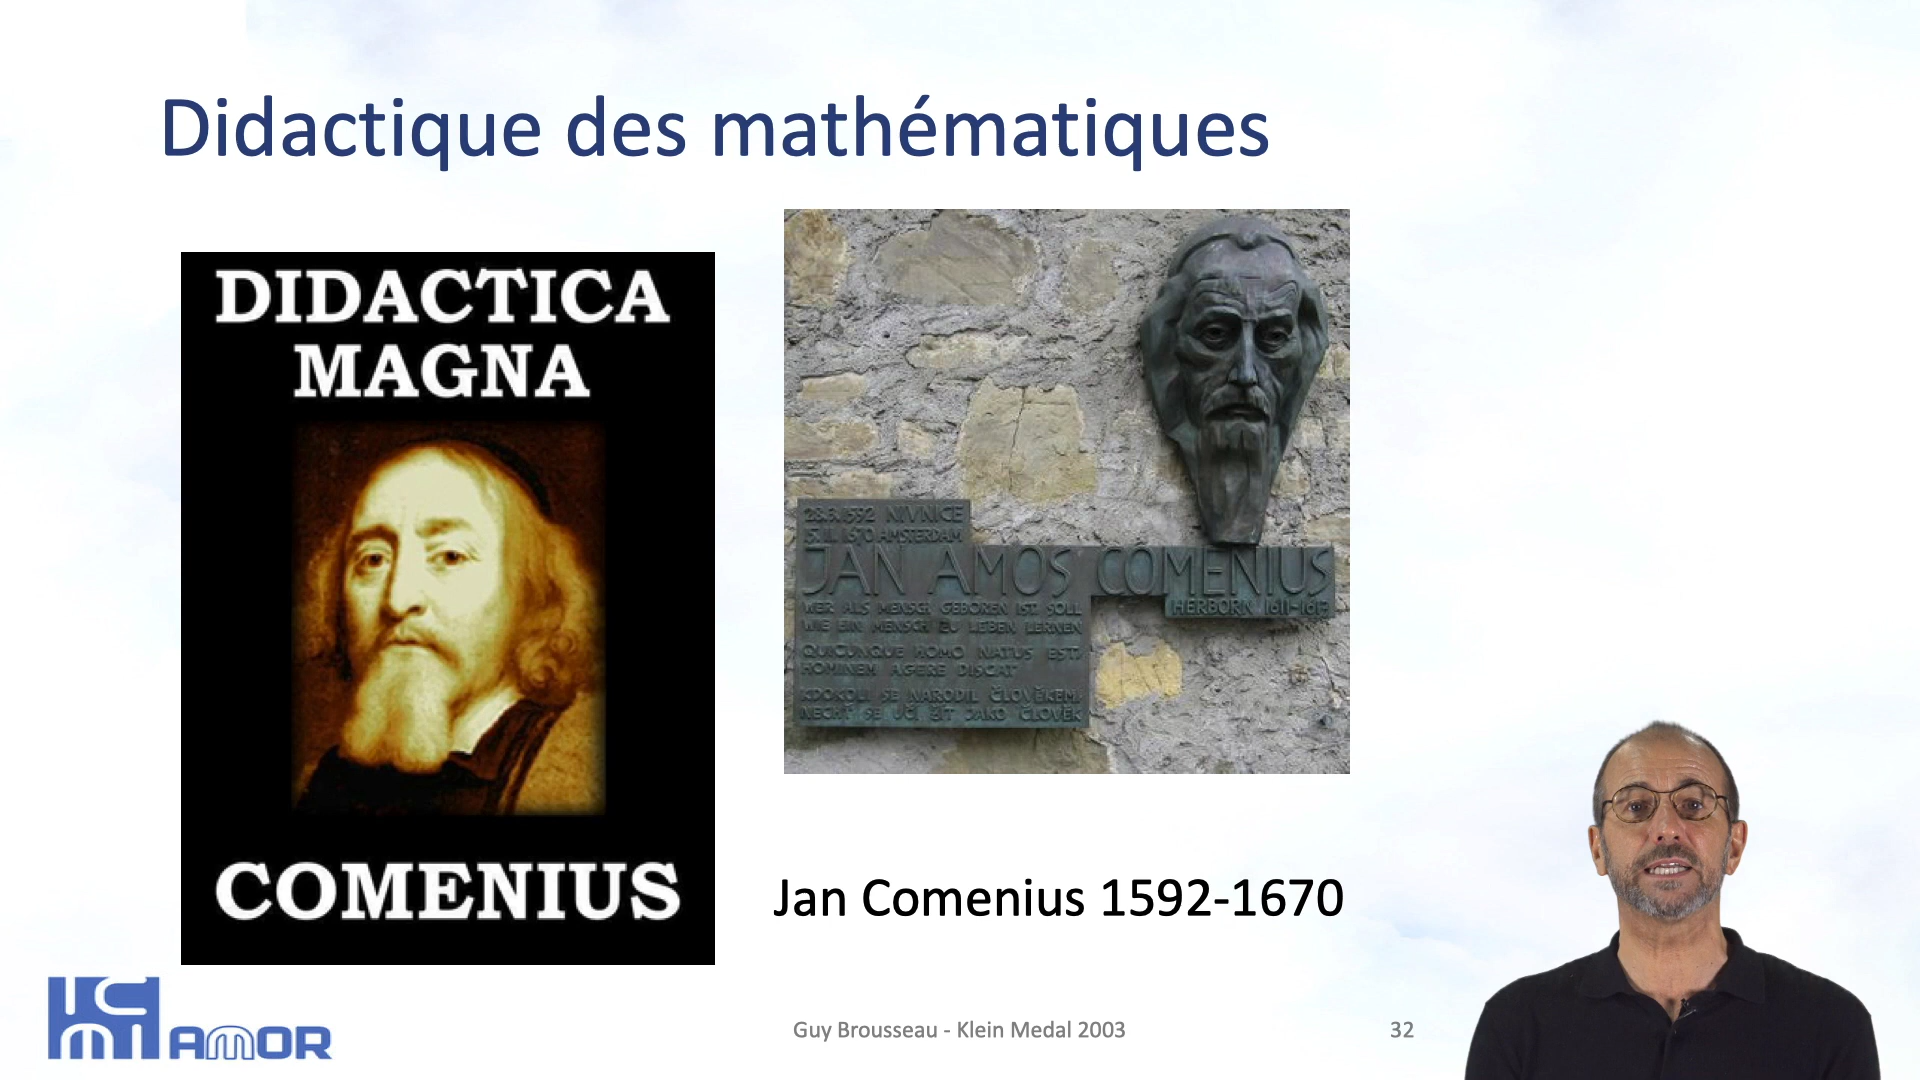 Didactique des mathématiques
DIDACTICA
MAGNA
COMENIUS
28.3.1592 NIVNICE
15.11.1670 AMSTERDAM
JAN AMOS COMENIUS
HERBORN 1611-1613
WER ALS MENSCH GEBOREN IST, SOLL
WIE EIN MENSCH ZU LEBEN LERNEN
QUICUNQUE HOMO NATUS EST,
HOMINEM AGERE DISCAT
KDOKOLI SE NARODIL ČLOVĚKEM,
NECHŤ SE UČÍ ŽÍT JAKO ČLOVĚK
Jan Comenius 1592-1670
ICMI AMOR
Guy Brousseau - Klein Medal 2003
32